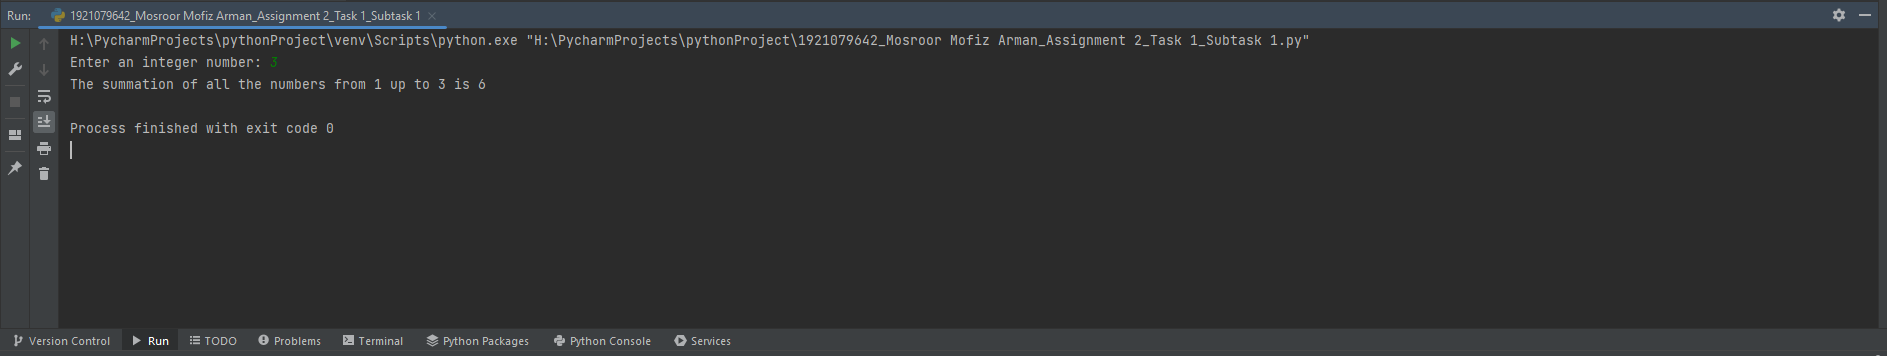 Run: 1921079642_Mosroor Mofiz Arman_Assignment 2_Task 1_Subtask 1
H:\PycharmProjects\pythonProject\venv\Scripts\python.exe "H:\PycharmProjects\pythonProject\1921079642_Mosroor Mofiz Arman_Assignment 2_Task 1_Subtask 1.py"
Enter an integer number: 3
The summation of all the numbers from 1 up to 3 is 6
Process finished with exit code 0
Version Control Run TODO Problems Terminal Python Packages Python Console Services